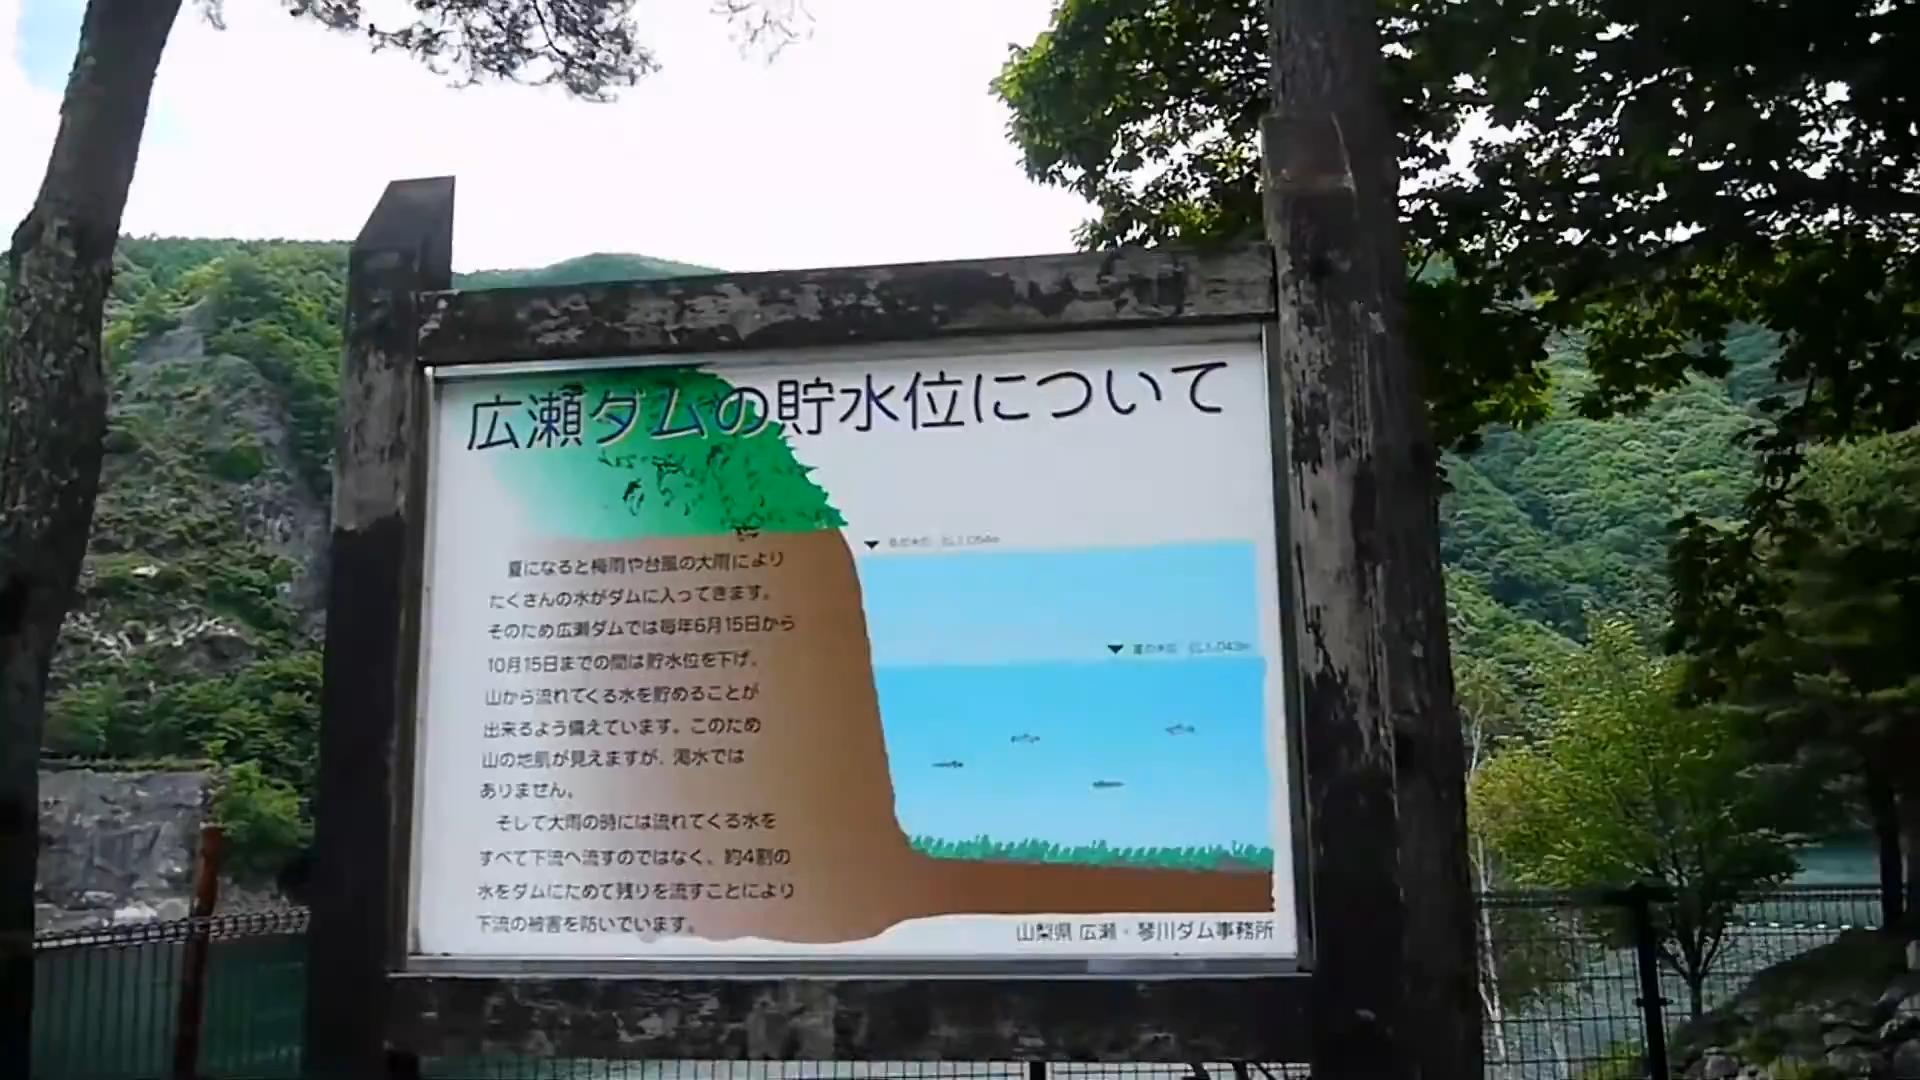 広瀬ダムの貯水位について
夏になると梅雨や台風の大雨により
たくさんの水がダムに入ってきます。
そのため広瀬ダムでは毎年6月15日から
10月15日までの間は貯水位を下げ、
山から流れてくる水を貯めることが
出来るよう備えています。このため
山の地肌が見えますが、渇水では
ありません。
そして大雨の時には流れてくる水を
すべて下流へ流すのではなく、約4割の
水をダムにためて残りを流すことにより
下流の被害を防いでいます。
夏の水位 EL1,043m
山梨県 広瀬・琴川ダム事務所